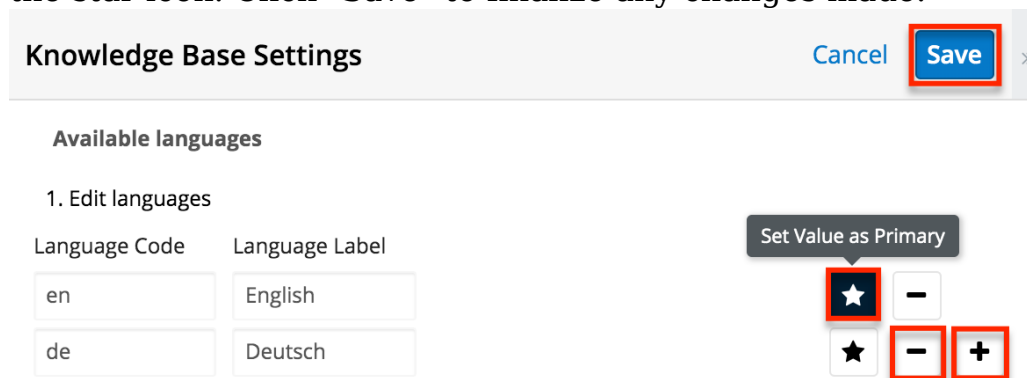 the star icon. Click "Save" to finalize any changes made.
Knowledge Base Settings Cancel Save
Available languages
1. Edit languages
Language Code Language Label
Set Value as Primary
en English
de Deutsch